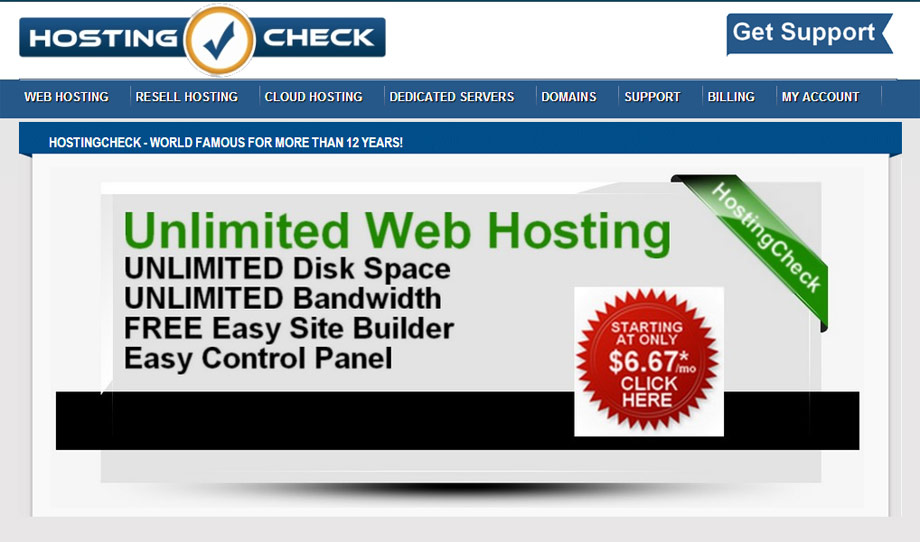 HOSTING CHECK
Get Support
WEB HOSTING
RESELL HOSTING
CLOUD HOSTING
DEDICATED SERVERS
DOMAINS
SUPPORT
BILLING
MY ACCOUNT
HOSTINGCHECK - WORLD FAMOUS FOR MORE THAN 12 YEARS!
HostingCheck
Unlimited Web Hosting
UNLIMITED Disk Space
UNLIMITED Bandwidth
FREE Easy Site Builder
Easy Control Panel
STARTING
AT ONLY
$6.67*/mo
CLICK
HERE